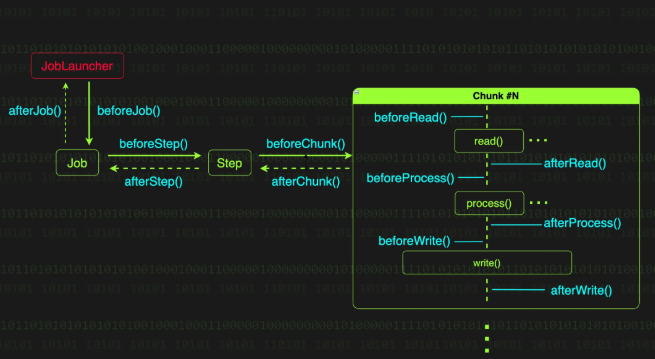 JobLauncher
afterJob()
beforeJob()
Job
beforeStep()
afterStep()
Step
beforeChunk()
afterChunk()
Chunk #N
beforeRead()
read()
afterRead()
beforeProcess()
process()
afterProcess()
beforeWrite()
write()
afterWrite()